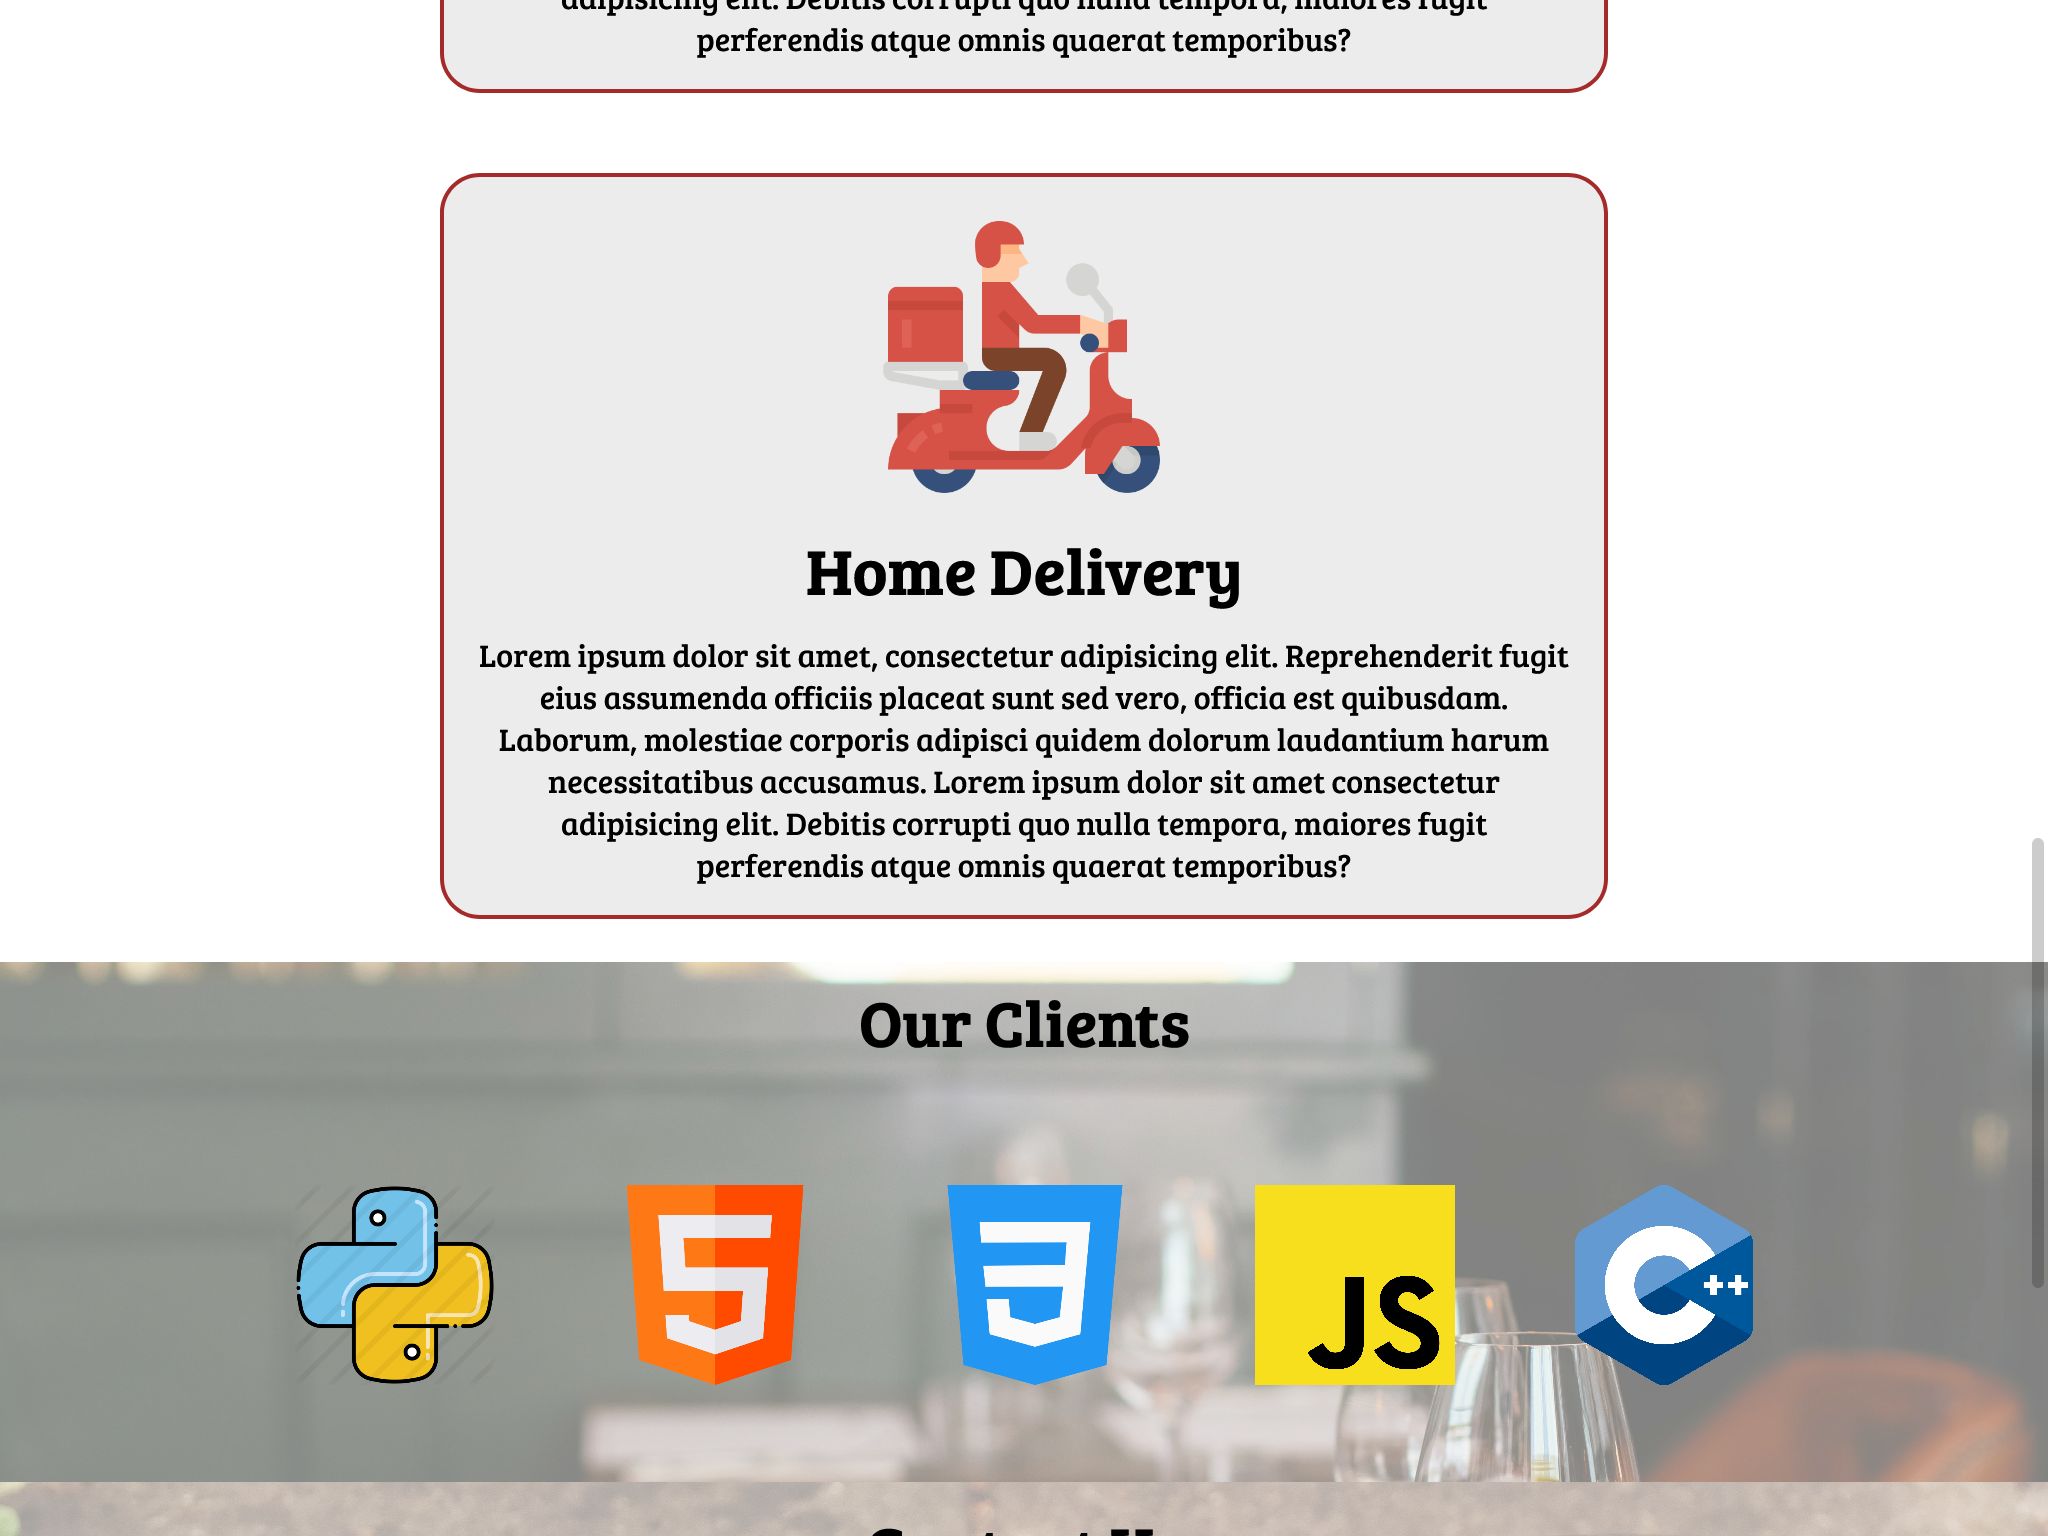 perferendis atque omnis quaerat temporibus?
Home Delivery
Lorem ipsum dolor sit amet, consectetur adipisicing elit. Reprehenderit fugit
eius assumenda officiis placeat sunt sed vero, officia est quibusdam.
Laborum, molestiae corporis adipisci quidem dolorum laudantium harum
necessitatibus accusamus. Lorem ipsum dolor sit amet consectetur
adipisicing elit. Debitis corrupti quo nulla tempora, maiores fugit
perferendis atque omnis quaerat temporibus?
Our Clients
5
3
JS
C++